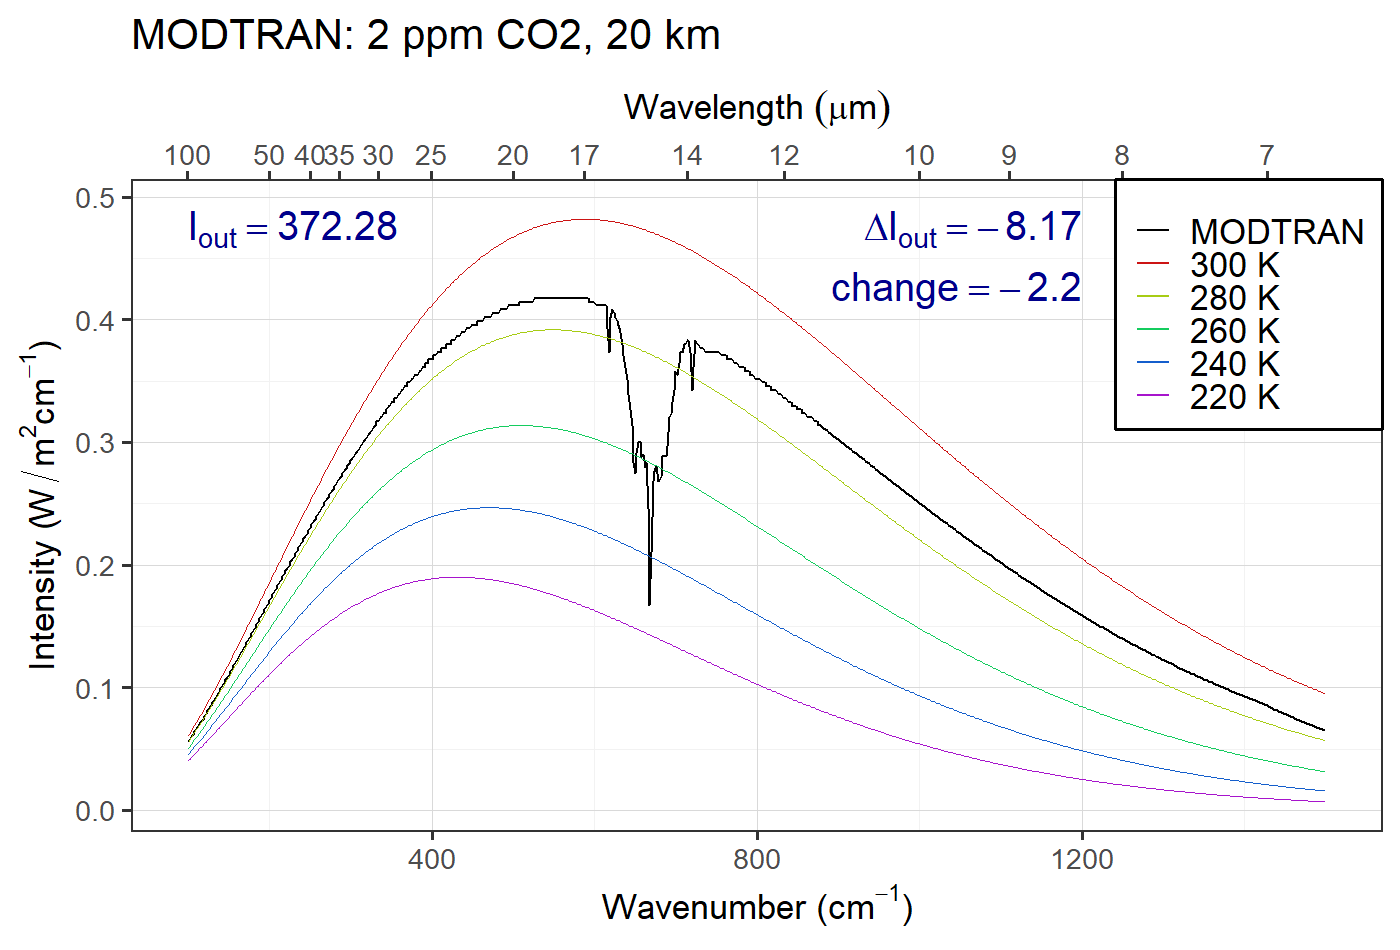 MODTRAN: 2 ppm CO2, 20 km
Wavelength (μm)
100 50 40 35 30 25 20 17 14 12 10 9 8 7
I_out = 372.28
ΔI_out = − 8.17
change = − 2.2
MODTRAN
300 K
280 K
260 K
240 K
220 K
0.5
0.4
0.3
0.2
0.1
0.0
Intensity (W / m²cm⁻¹)
400 800 1200
Wavenumber (cm⁻¹)